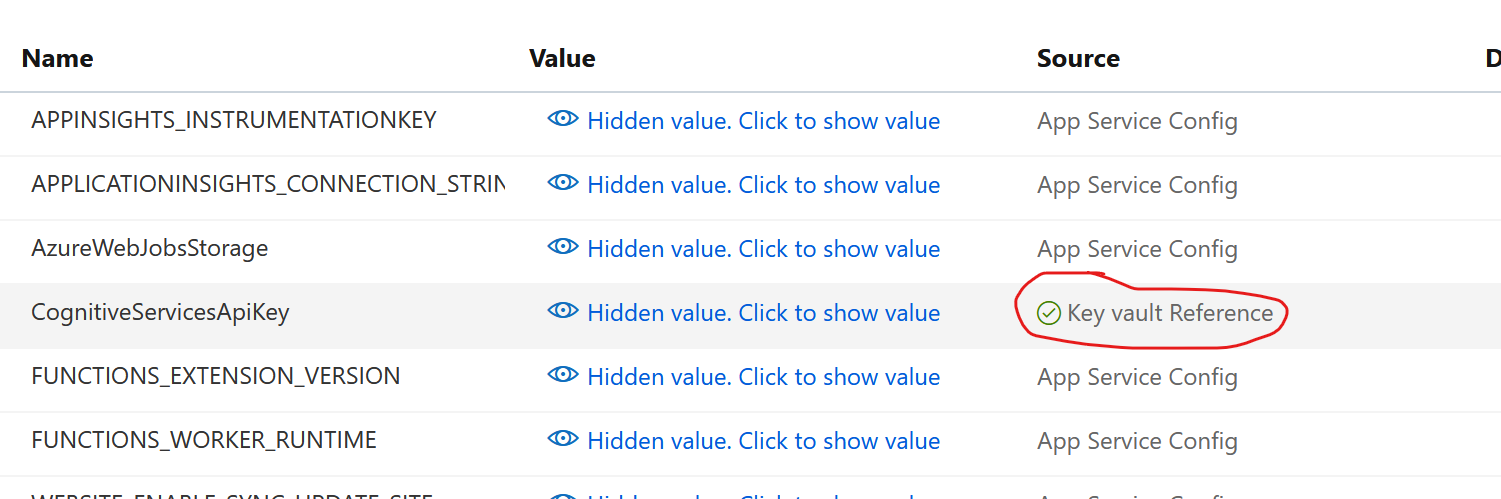 Name Value Source D
APPINSIGHTS_INSTRUMENTATIONKEY Hidden value. Click to show value App Service Config
APPLICATIONINSIGHTS_CONNECTION_STRIN Hidden value. Click to show value App Service Config
AzureWebJobsStorage Hidden value. Click to show value App Service Config
CognitiveServicesApiKey Hidden value. Click to show value Key vault Reference
FUNCTIONS_EXTENSION_VERSION Hidden value. Click to show value App Service Config
FUNCTIONS_WORKER_RUNTIME Hidden value. Click to show value App Service Config
WEBSITE_ENABLE_SYNC_UPDATE_SITE Hidden value. Click to show value App Service Config